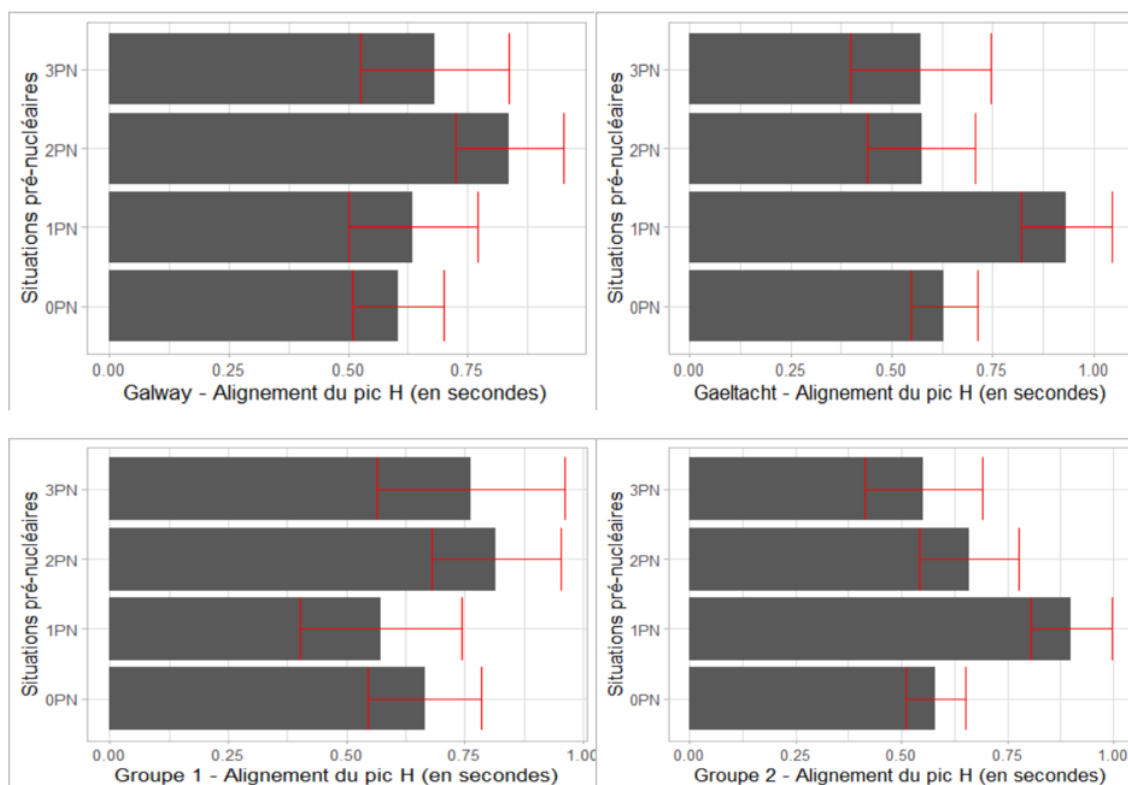 Situations pré-nucléaires
3PN
2PN
1PN
0PN
0.00 0.25 0.50 0.75
Galway - Alignement du pic H (en secondes)
Situations pré-nucléaires
3PN
2PN
1PN
0PN
0.00 0.25 0.50 0.75 1.00
Gaeltacht - Alignement du pic H (en secondes)
Situations pré-nucléaires
3PN
2PN
1PN
0PN
0.00 0.25 0.50 0.75 1.00
Groupe 1 - Alignement du pic H (en secondes)
Situations pré-nucléaires
3PN
2PN
1PN
0PN
0.00 0.25 0.50 0.75 1.00
Groupe 2 - Alignement du pic H (en secondes)